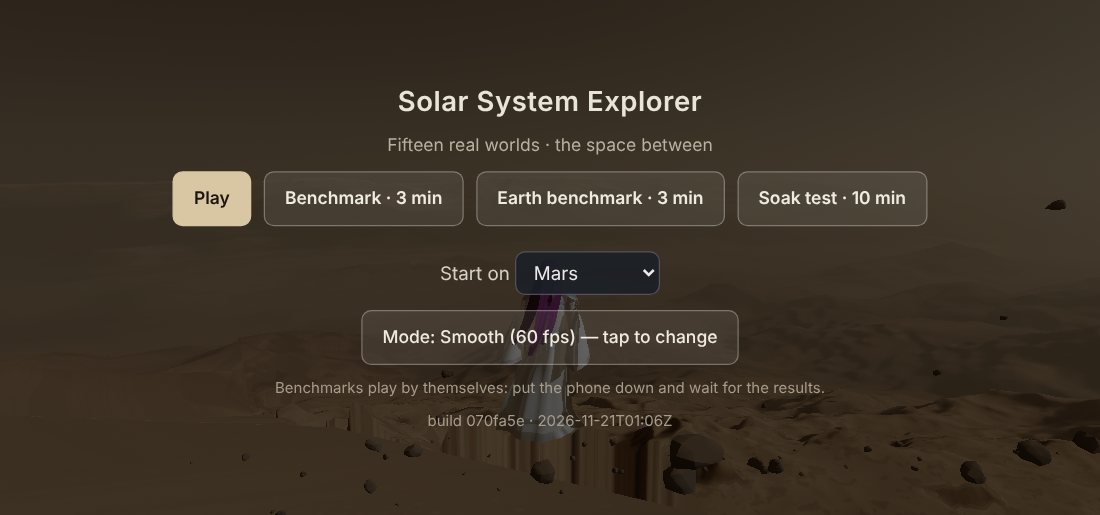 Solar System Explorer
Fifteen real worlds · the space between
Play
Benchmark · 3 min
Earth benchmark · 3 min
Soak test · 10 min
Start on Mars
Mode: Smooth (60 fps) — tap to change
Benchmarks play by themselves: put the phone down and wait for the results.
build 070fa5e · 2026-11-21T01:06Z